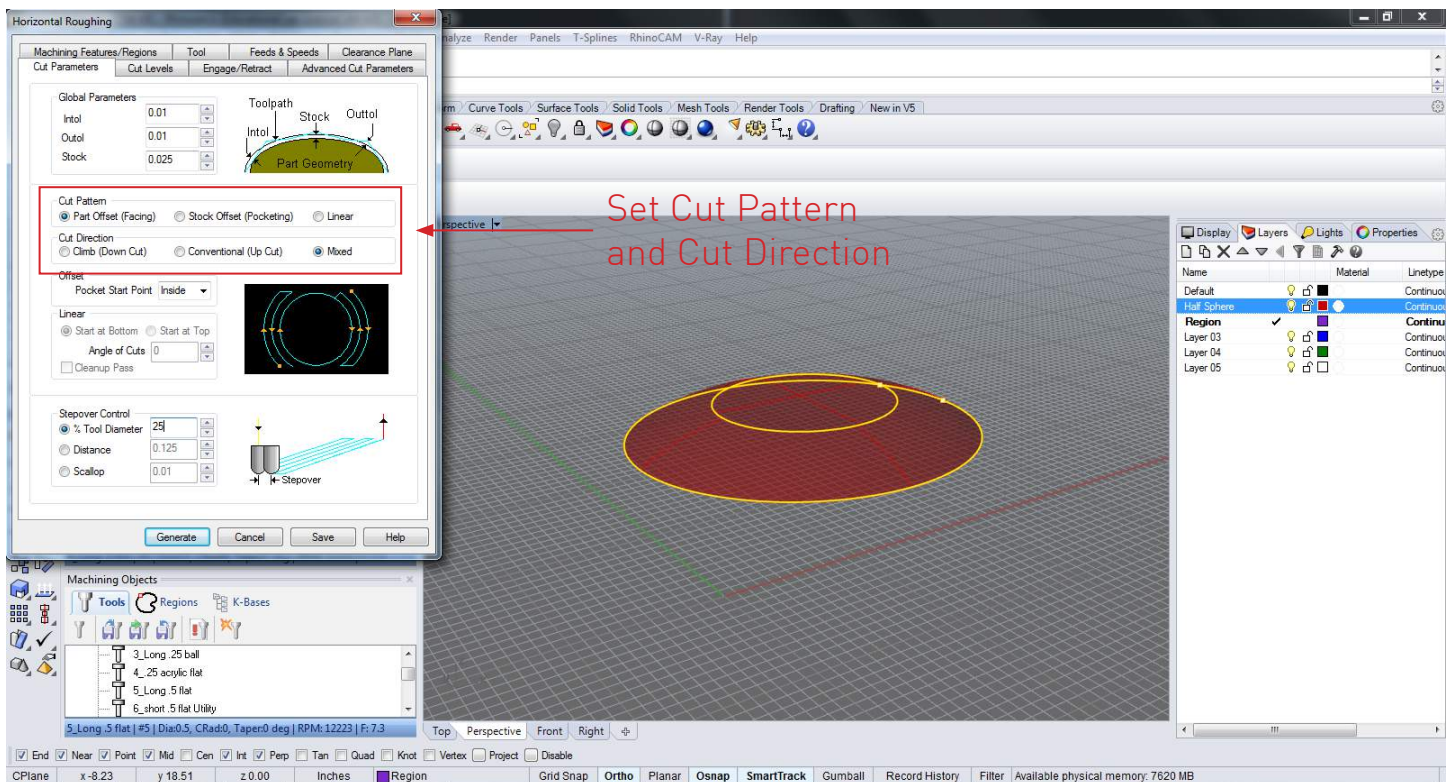 Horizontal Roughing
Analyze Render Panels T-Splines RhinoCAM V-Ray Help
Machining Features/Regions Tool Feeds & Speeds Clearance Plane
Cut Parameters Cut Levels Engage/Retract Advanced Cut Parameters
Global Parameters
Intol 0.01
Outol 0.01
Stock 0.025
Toolpath
Stock
Outtol
Intol
Part Geometry
Curve Tools Surface Tools Solid Tools Mesh Tools Render Tools Drafting New in V5
Cut Pattern
Part Offset (Facing) Stock Offset (Pocketing) Linear
Cut Direction
Climb (Down Cut) Conventional (Up Cut) Mixed
Set Cut Pattern
and Cut Direction
Offset
Pocket Start Point Inside
Linear
Start at Bottom Start at Top
Angle of Cuts 0
Cleanup Pass
Stepover Control
% Tool Diameter 25
Distance 0.125
Scallop 0.01
Stepover
Generate Cancel Save Help
Display Layers Lights Properties
Name Material Linetype
Default Continuou
Half Sphere
Region Continu
Layer 03 Continuou
Layer 04 Continuou
Layer 05 Continuou
Machining Objects
Tools Regions K-Bases
3_Long .25 ball
4_.25 acrylic flat
5_Long .5 flat
6_short .5 flat Utility
5_Long .5 flat | #5 | Dia:0.5, CRad:0, Taper:0 deg | RPM: 12223 | F: 7.3
Top Perspective Front Right
End Near Point Mid Cen Int Perp Tan Quad Knot Vertex Project Disable
CPlane x -8.23 y 18.51 z 0.00 Inches Region Grid Snap Ortho Planar Osnap SmartTrack Gumball Record History Filter Available physical memory: 7620 MB